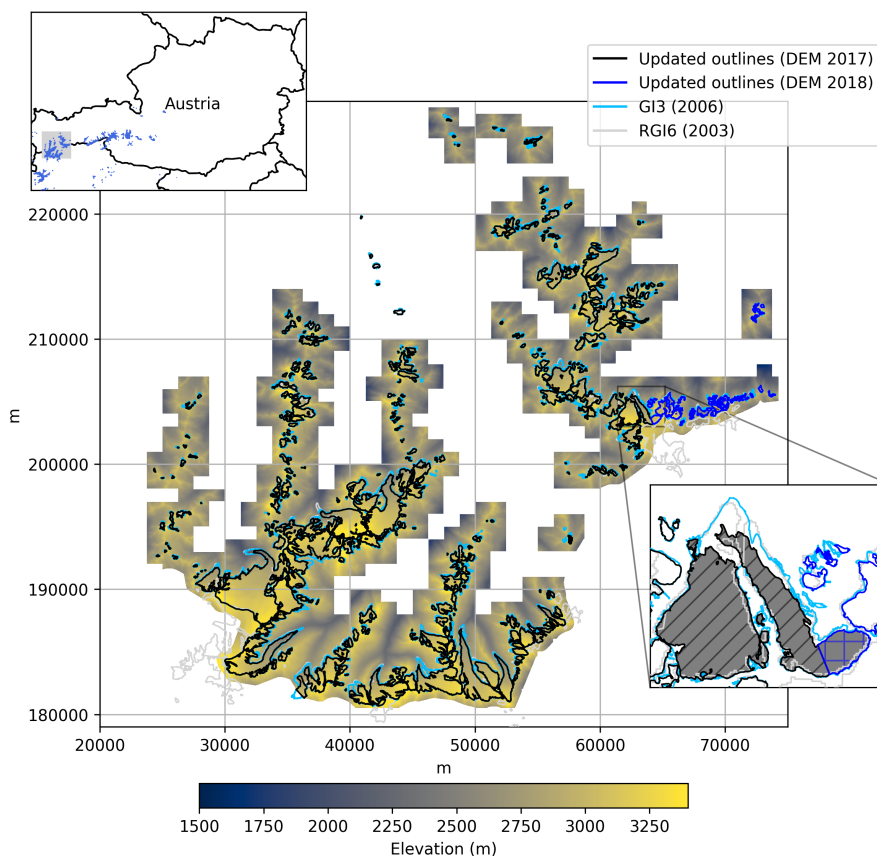 Austria
Updated outlines (DEM 2017)
Updated outlines (DEM 2018)
GI3 (2006)
RGI6 (2003)
220000
210000
200000
190000
180000
m
20000 30000 40000 50000 60000 70000
m
1500 1750 2000 2250 2500 2750 3000 3250
Elevation (m)